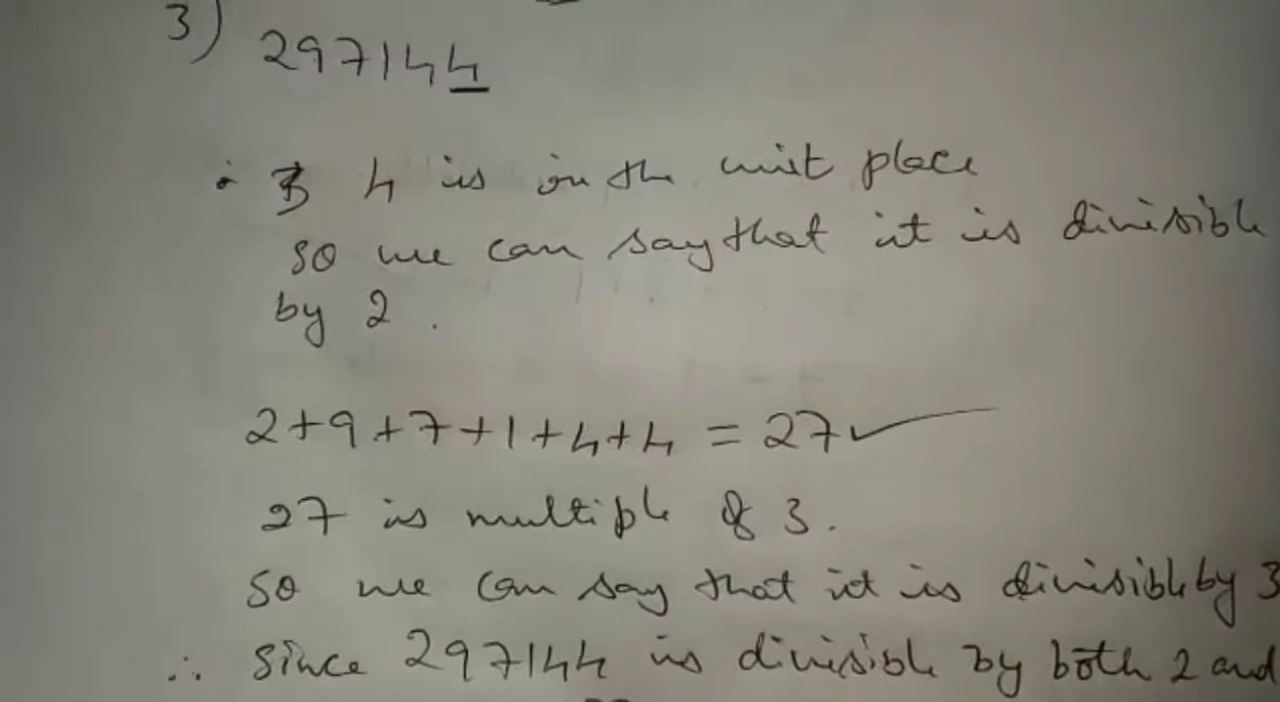 3) 297144
∴ 4 is in the unit place
so we can say that it is divisible
by 2.
2+9+7+1+4+4 = 27✓
27 is multiple of 3.
So we can say that it is divisible by 3
∴ Since 297144 is divisible by both 2 and